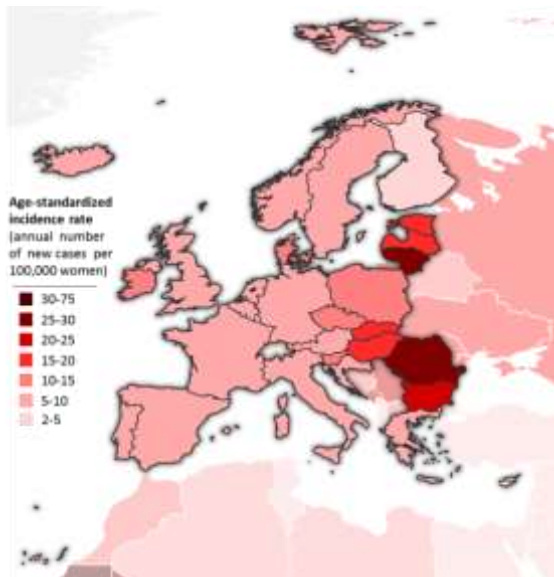 Age-standardized
incidence rate
(annual number
of new cases per
100,000 women)
30-75
25-30
20-25
15-20
10-15
5-10
2-5